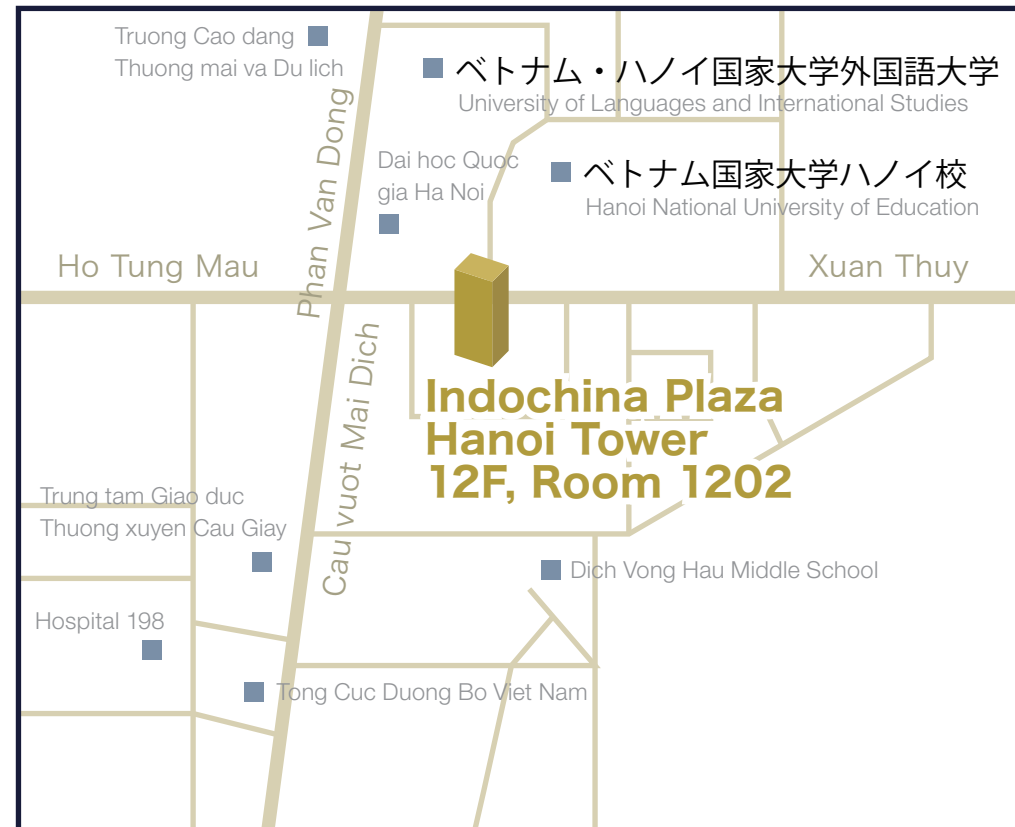 Truong Cao dang
Thuong mai va Du lich
ベトナム・ハノイ国家大学外国語大学
University of Languages and International Studies
Phan Van Dong
Dai hoc Quoc
gia Ha Noi
ベトナム国家大学ハノイ校
Hanoi National University of Education
Ho Tung Mau
Xuan Thuy
Cau vuot Mai Dich
Indochina Plaza
Hanoi Tower
12F, Room 1202
Trung tam Giao duc
Thuong xuyen Cau Giay
Dich Vong Hau Middle School
Hospital 198
Tong Cuc Duong Bo Viet Nam